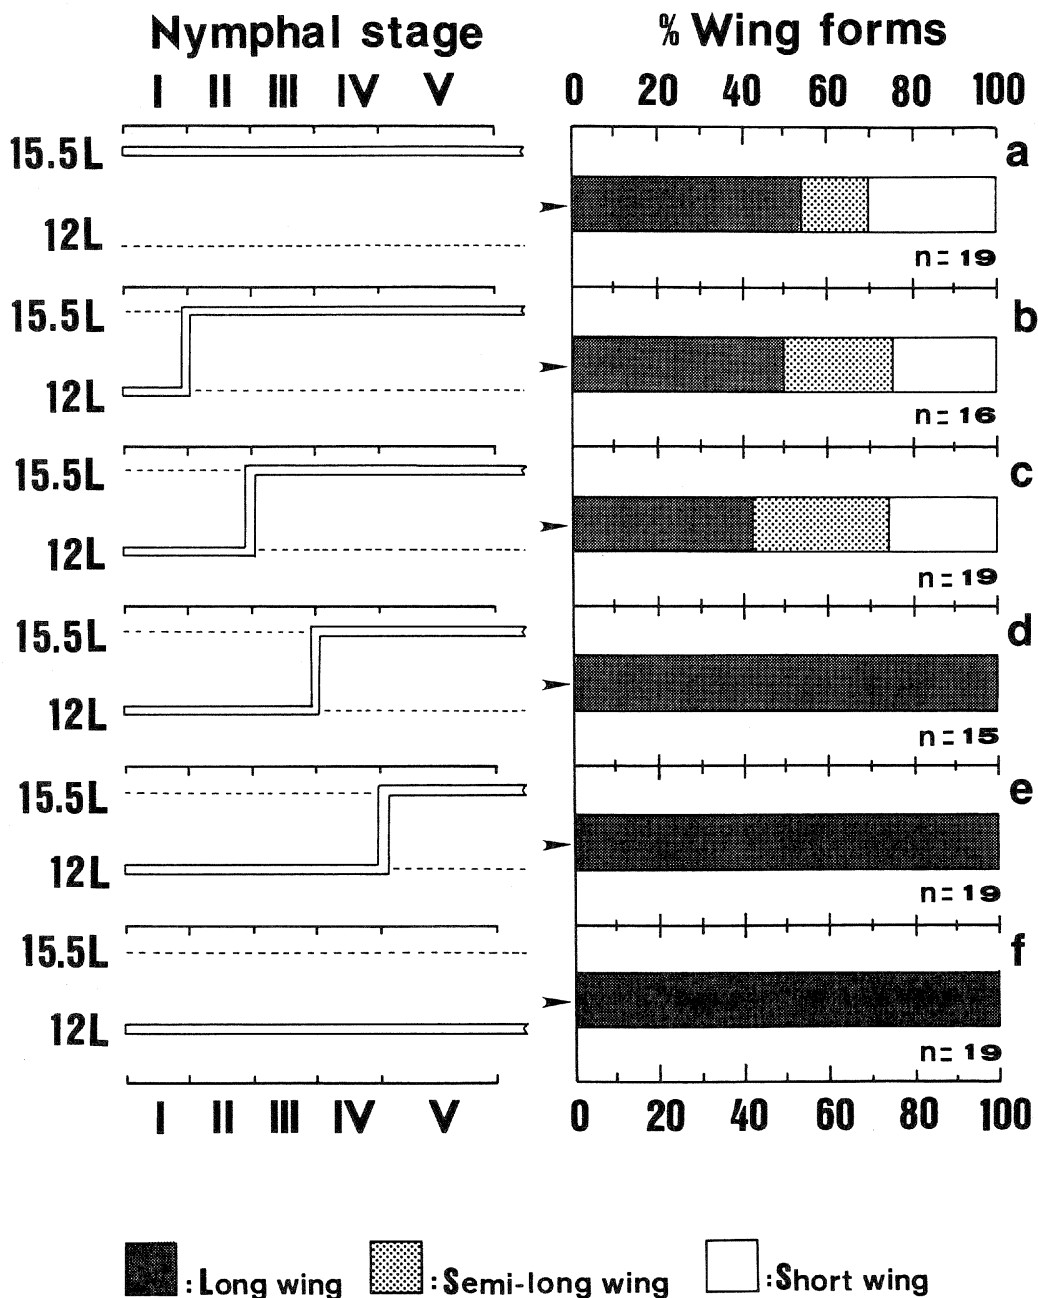 Nymphal stage % Wing forms
I II III IV V 0 20 40 60 80 100
15.5L a
12L
n= 19
15.5L b
12L
n= 16
15.5L c
12L
n= 19
15.5L d
12L
n= 15
15.5L e
12L
n= 19
15.5L f
12L
n= 19
I II III IV V 0 20 40 60 80 100
:Long wing :Semi-long wing :Short wing